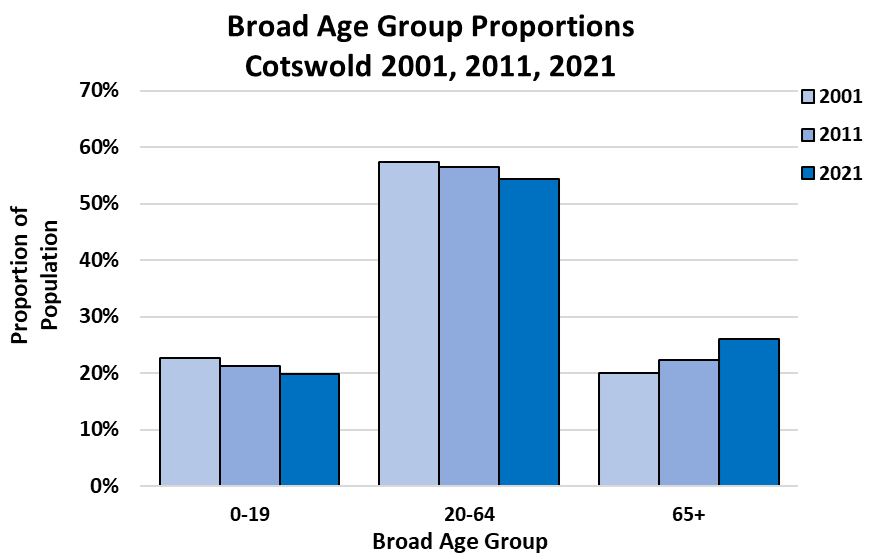 Broad Age Group Proportions
Cotswold 2001, 2011, 2021
70%
60%
50%
40%
30%
20%
10%
0%
Proportion of
Population
0-19
20-64
65+
Broad Age Group
2001
2011
2021